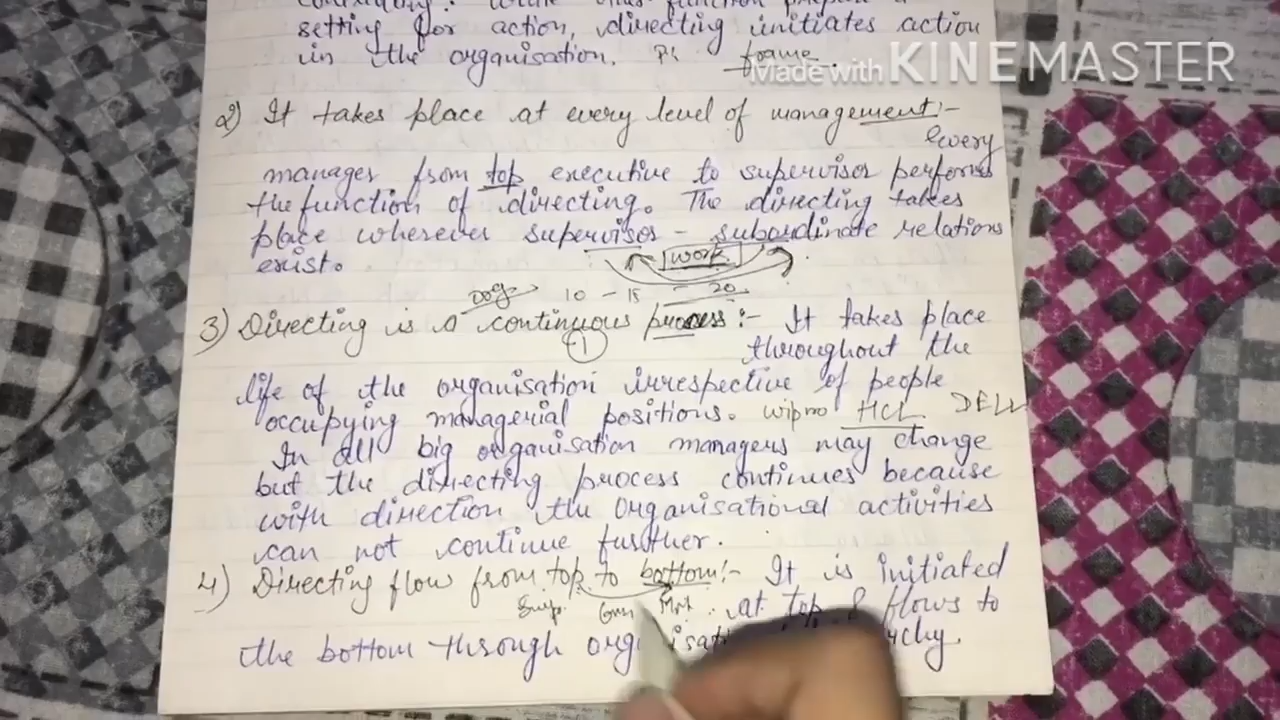 setting for action, directing initiates action
in the organisation.
Made with KINEMASTER
2) It takes place at every level of management:-
every
manager from top executive to supervisor performs
the function of directing. The directing takes
place wherever supervisor - subordinate relations
exist.
work
10 - 15 - 20
3) Directing is a continuous process :- It takes place
1
throughout the
life of the organisation irrespective of people
occupying managerial positions. wipro HCL DELL
In all big organisation managers may change
but the directing process continues because
with direction the organisational activities
can not continue further.
4) Directing flow from top to bottom:- It is initiated
at top & flows to
the bottom through